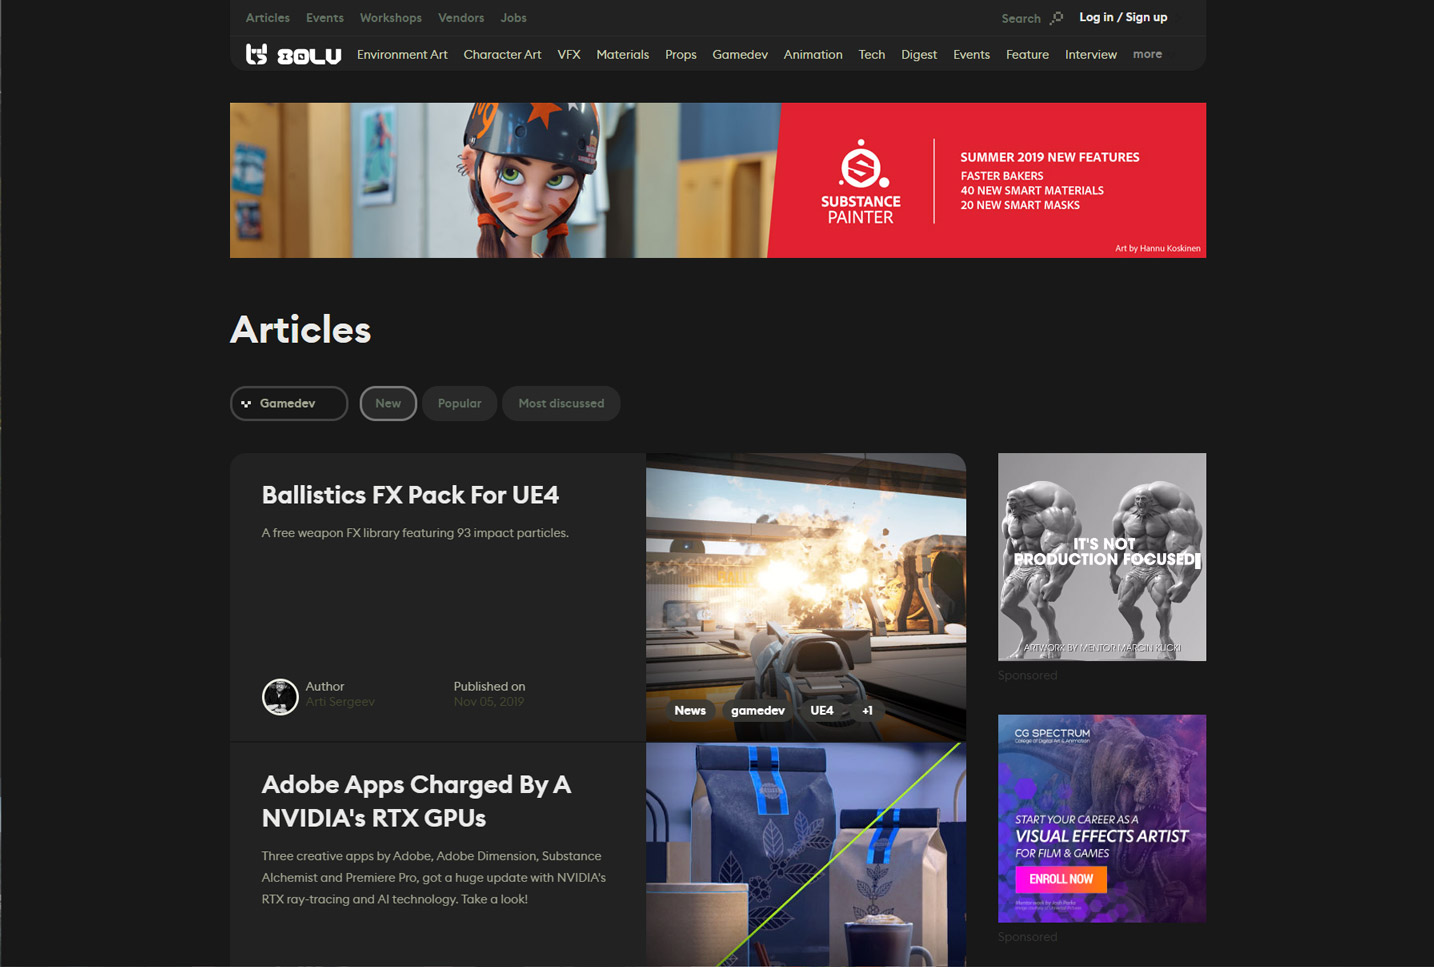 Articles Events Workshops Vendors Jobs
Search Log in / Sign up
80LV Environment Art Character Art VFX Materials Props Gamedev Animation Tech Digest Events Feature Interview more
SUBSTANCE
PAINTER
SUMMER 2019 NEW FEATURES
FASTER BAKERS
40 NEW SMART MATERIALS
20 NEW SMART MASKS
Art by Hannu Koskinen
Articles
Gamedev New Popular Most discussed
Ballistics FX Pack For UE4
A free weapon FX library featuring 93 impact particles.
Author
Arti Sergeev
Published on
Nov 05, 2019
News gamedev UE4 +1
Adobe Apps Charged By A
NVIDIA's RTX GPUs
Three creative apps by Adobe, Adobe Dimension, Substance
Alchemist and Premiere Pro, got a huge update with NVIDIA's
RTX ray-tracing and AI technology. Take a look!
IT'S NOT
PRODUCTION FOCUSED
ARTWORK BY MENTOR MARCIN KLICKI
Sponsored
CG SPECTRUM
College of Digital Art & Animation
START YOUR CAREER AS A
VISUAL EFFECTS ARTIST
FOR FILM & GAMES
ENROLL NOW
Sponsored